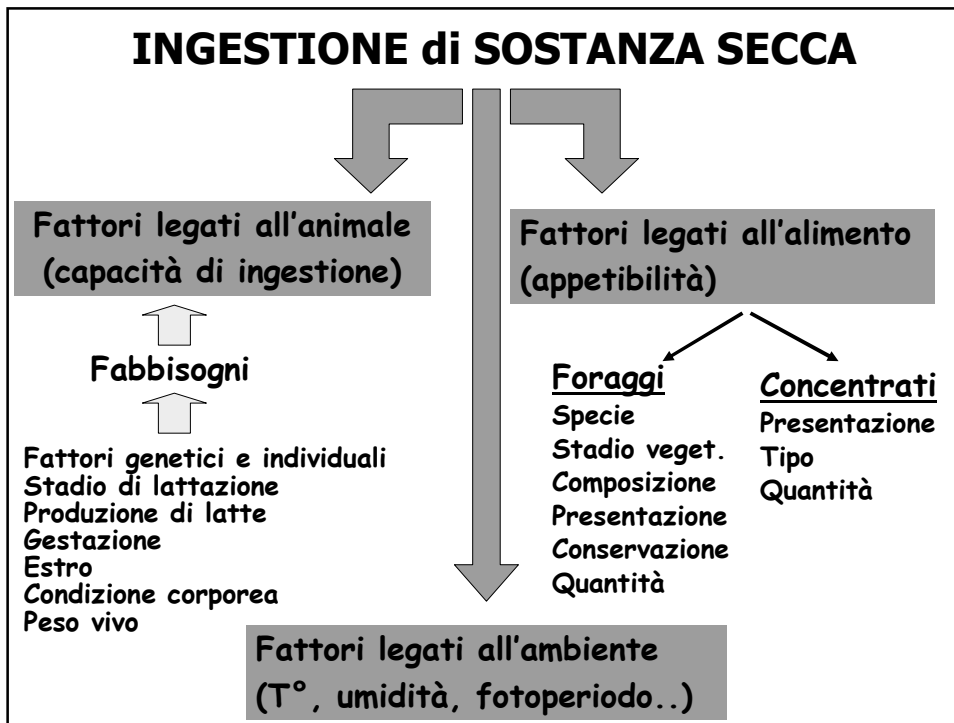 INGESTIONE di SOSTANZA SECCA
Fattori legati all'animale
(capacità di ingestione)
Fabbisogni
Fattori genetici e individuali
Stadio di lattazione
Produzione di latte
Gestazione
Estro
Condizione corporea
Peso vivo
Fattori legati all'alimento
(appetibilità)
Foraggi
Specie
Stadio veget.
Composizione
Presentazione
Conservazione
Quantità
Concentrati
Presentazione
Tipo
Quantità
Fattori legati all'ambiente
(T°, umidità, fotoperiodo..)